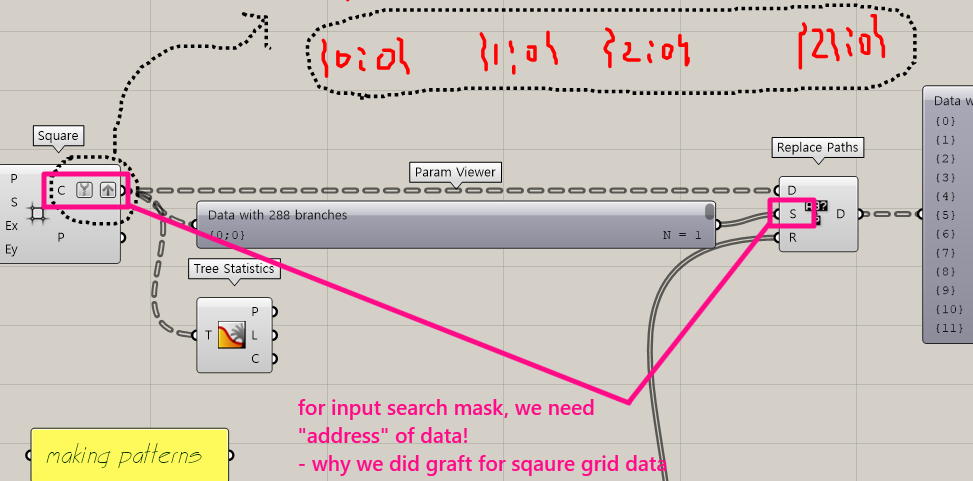 {0;0} {1;0} {2;0} {2};0}
Square
Replace Paths
Data w
P
S
Ex
Ey
C
P
Param Viewer
Data with 288 branches
{0;0} N = 1
D
S
R
D
{0}
{1}
{2}
{3}
{4}
{5}
{6}
{7}
{8}
{9}
{10}
{11}
Tree Statistics
T
P
L
C
for input search mask, we need
"address" of data!
- why we did graft for sqaure grid data
making patterns